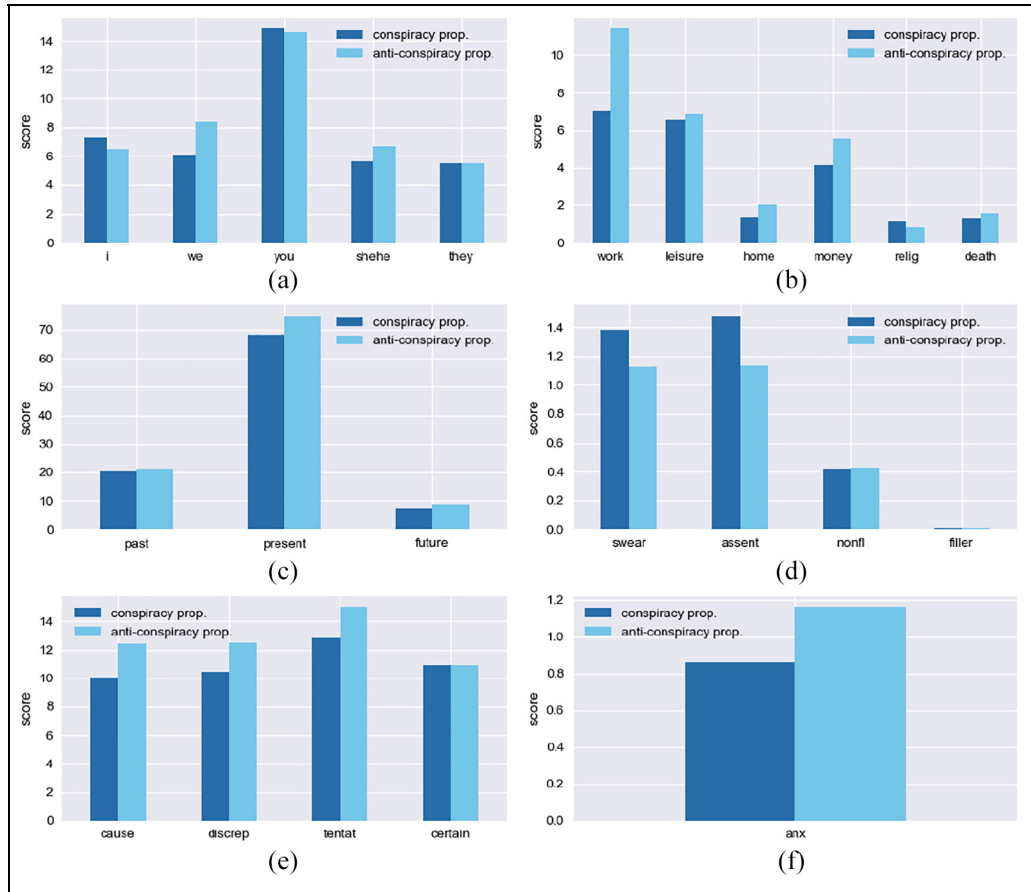 conspiracy prop.
anti-conspiracy prop.
score
14
12
10
8
6
4
2
0
i we you shehe they
(a)
conspiracy prop.
anti-conspiracy prop.
score
10
8
6
4
2
0
work leisure home money relig death
(b)
conspiracy prop.
anti-conspiracy prop.
score
70
60
50
40
30
20
10
0
past present future
(c)
conspiracy prop.
anti-conspiracy prop.
score
1.4
1.2
1.0
0.8
0.6
0.4
0.2
0.0
swear assent nonfl filler
(d)
conspiracy prop.
anti-conspiracy prop.
score
14
12
10
8
6
4
2
0
cause discrep tentat certain
(e)
conspiracy prop.
anti-conspiracy prop.
score
1.2
1.0
0.8
0.6
0.4
0.2
0.0
anx
(f)